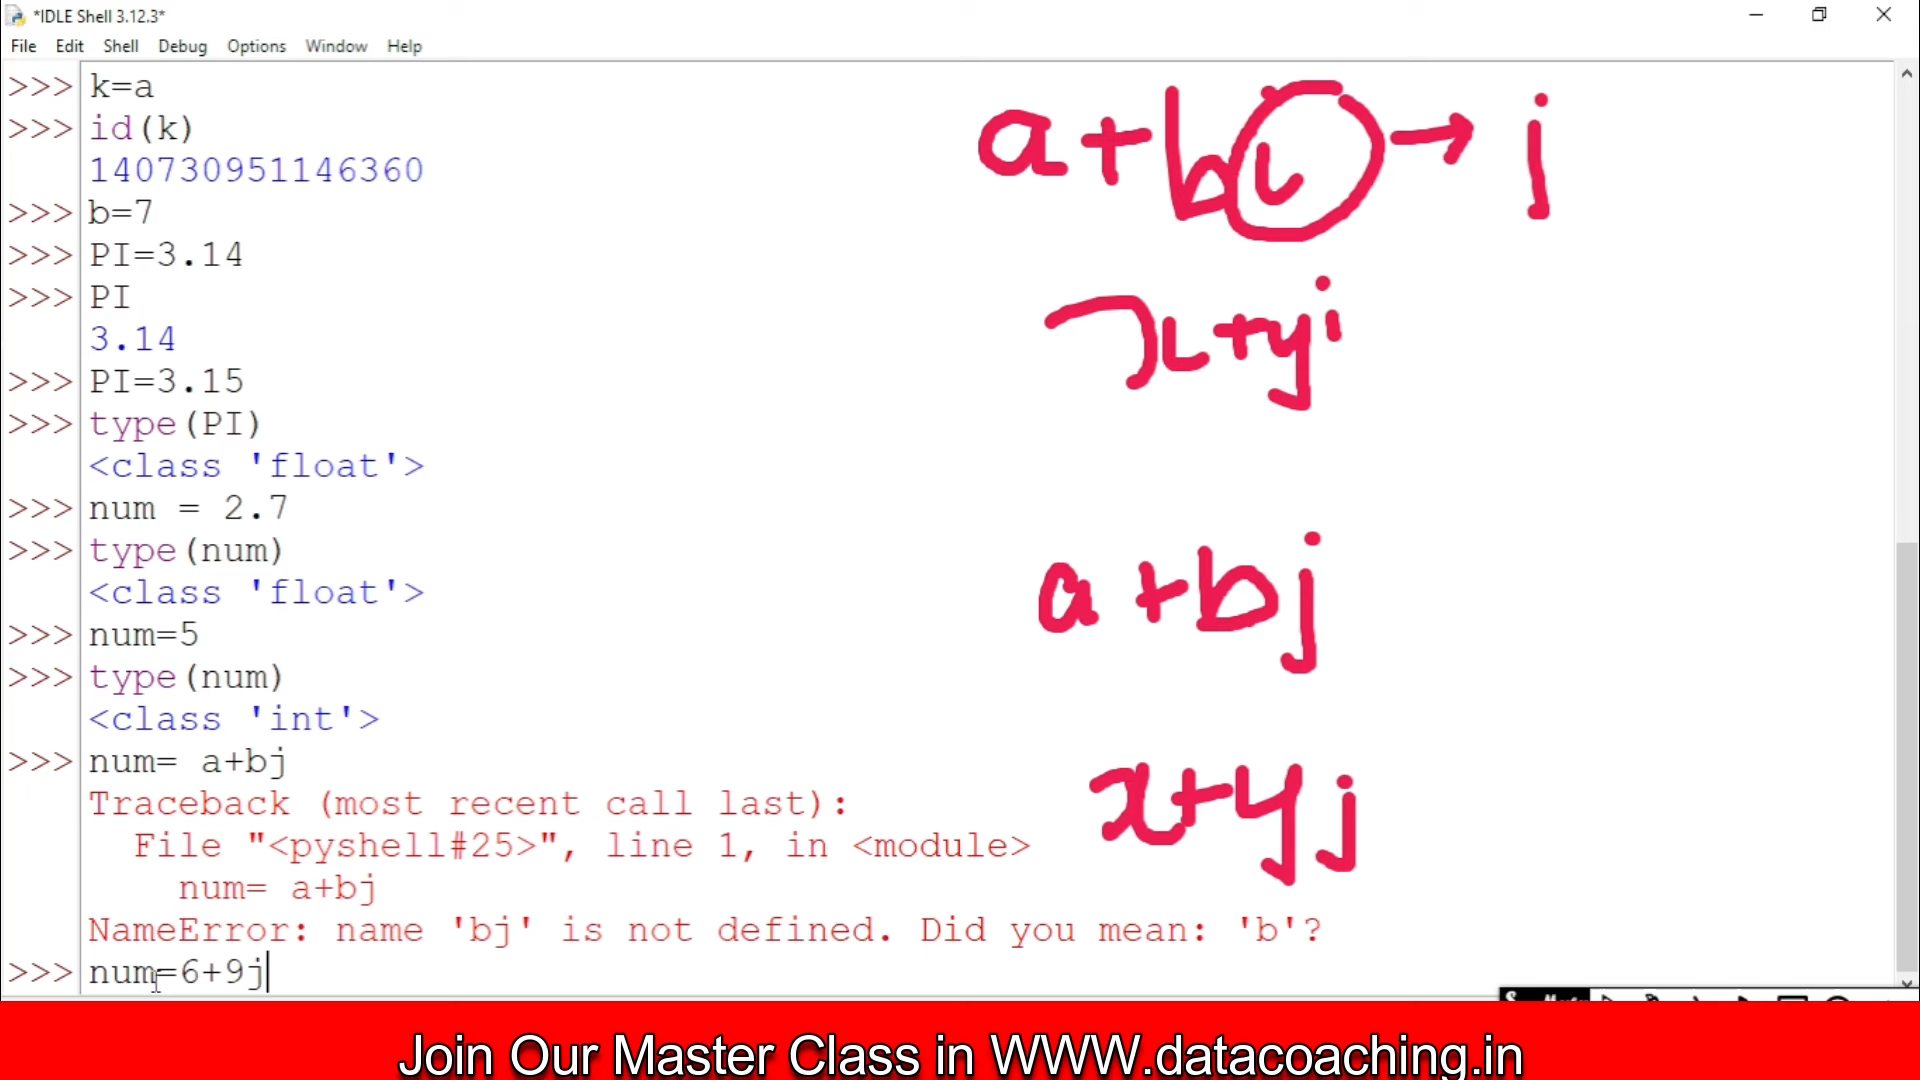 *IDLE Shell 3.12.3*
File Edit Shell Debug Options Window Help
>>> k=a
>>> id(k)
140730951146360
>>> b=7
>>> PI=3.14
>>> PI
3.14
>>> PI=3.15
>>> type(PI)
<class 'float'>
>>> num = 2.7
>>> type(num)
<class 'float'>
>>> num=5
>>> type(num)
<class 'int'>
>>> num= a+bj
Traceback (most recent call last):
  File "<pyshell#25>", line 1, in <module>
    num= a+bj
NameError: name 'bj' is not defined. Did you mean: 'b'?
>>> num=6+9j
a+bi → j
x+yi
a+bj
x+yj
Join Our Master Class in WWW.datacoaching.in